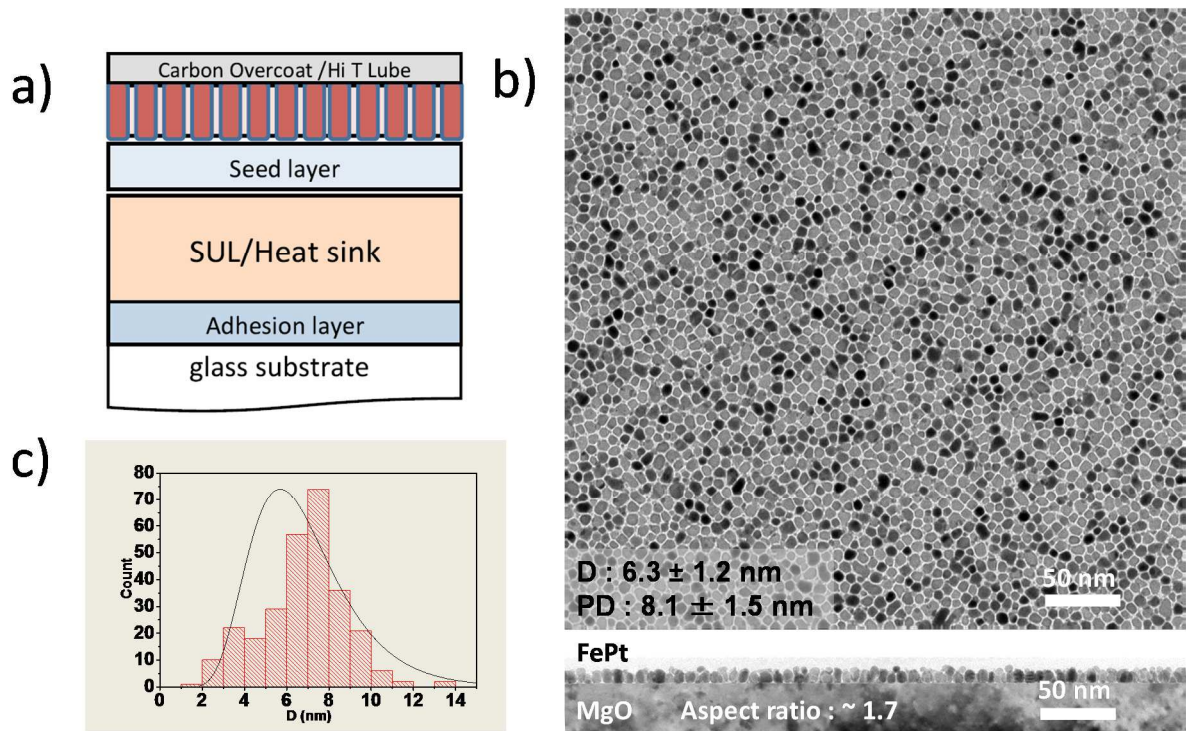 a)
Carbon Overcoat /Hi T Lube
Seed layer
SUL/Heat sink
Adhesion layer
glass substrate
b)
D : 6.3 ± 1.2 nm
PD : 8.1 ± 1.5 nm
50 nm
FePt
MgO
Aspect ratio : ~ 1.7
50 nm
c)
80
70
60
50
40
30
20
10
0
Count
0 2 4 6 8 10 12 14
D (nm)